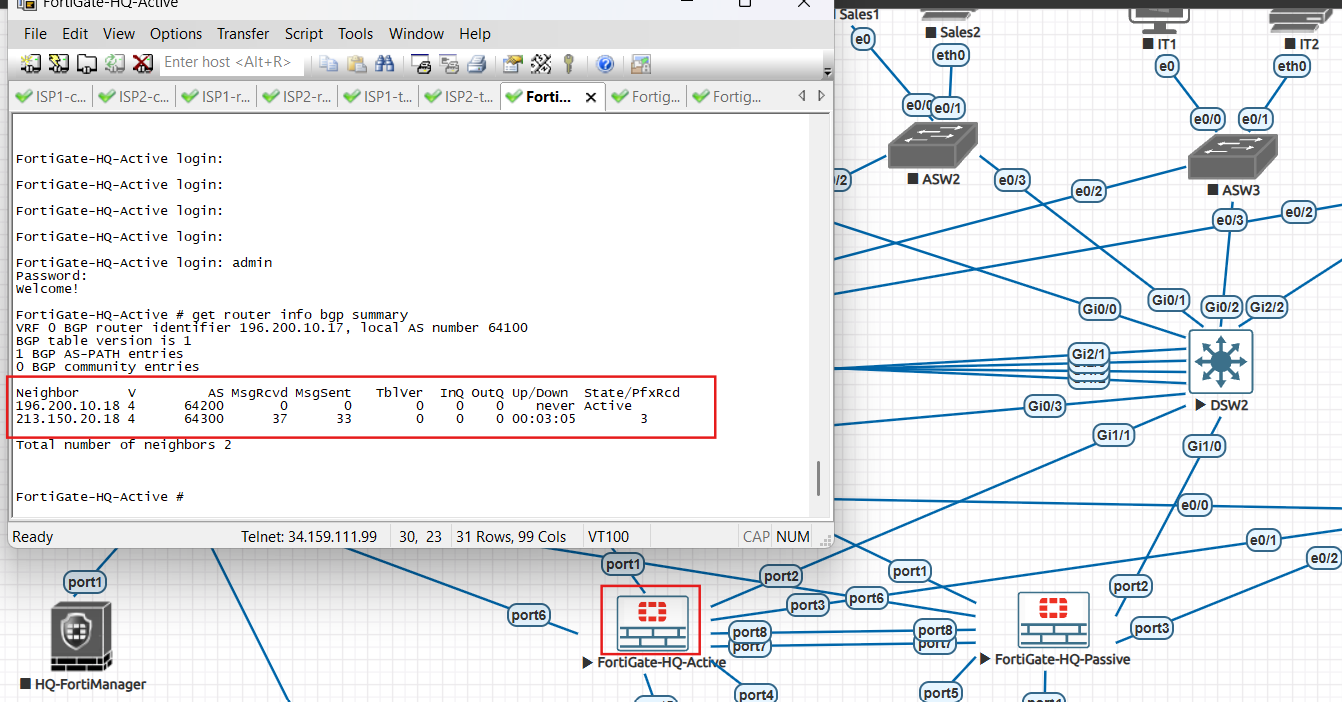 FortiGate-HQ-Active
File Edit View Options Transfer Script Tools Window Help
Enter host <Alt+R>
ISP1-c... ISP2-c... ISP1-r... ISP2-r... ISP1-t... ISP2-t... Forti... Fortig... Fortig...
FortiGate-HQ-Active login:
FortiGate-HQ-Active login:
FortiGate-HQ-Active login:
FortiGate-HQ-Active login:
FortiGate-HQ-Active login: admin
Password:
Welcome!
FortiGate-HQ-Active # get router info bgp summary
VRF 0 BGP router identifier 196.200.10.17, local AS number 64100
BGP table version is 1
1 BGP AS-PATH entries
0 BGP community entries
Neighbor V AS MsgRcvd MsgSent TblVer InQ OutQ Up/Down State/PfxRcd
196.200.10.18 4 64200 0 0 0 0 0 never Active
213.150.20.18 4 64300 37 33 0 0 0 00:03:05 3
Total number of neighbors 2
FortiGate-HQ-Active #
Ready Telnet: 34.159.111.99 30, 23 31 Rows, 99 Cols VT100 CAP NUM
Sales1
Sales2
IT1
IT2
e0
eth0
e0
eth0
e0/0
e0/1
e0/0
e0/1
ASW2
ASW3
/2
e0/3
e0/2
e0/3
e0/2
Gi0/0
Gi0/1
Gi0/2
Gi2/2
Gi2/1
Gi0/3
DSW2
Gi1/1
Gi1/0
e0/0
e0/1
e0/2
port1
port1
port2
port1
port2
port6
port3
port6
port3
port8
port7
port8
port7
FortiGate-HQ-Active
FortiGate-HQ-Passive
HQ-FortiManager
port4
port5
port1